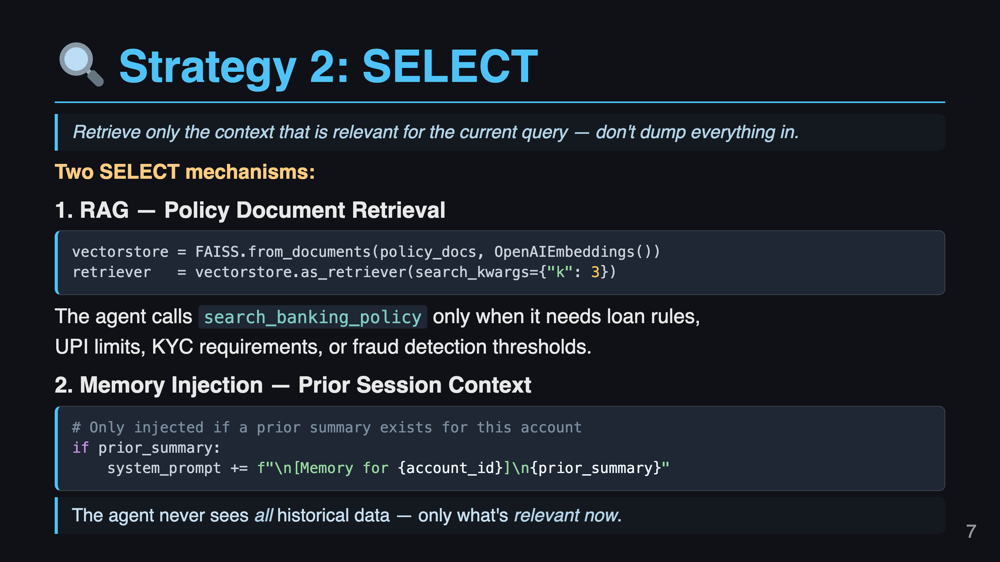 Strategy 2: SELECT
Retrieve only the context that is relevant for the current query — don't dump everything in.
Two SELECT mechanisms:
1. RAG — Policy Document Retrieval
vectorstore = FAISS.from_documents(policy_docs, OpenAIEmbeddings())
retriever   = vectorstore.as_retriever(search_kwargs={"k": 3})
The agent calls search_banking_policy only when it needs loan rules,
UPI limits, KYC requirements, or fraud detection thresholds.
2. Memory Injection — Prior Session Context
# Only injected if a prior summary exists for this account
if prior_summary:
    system_prompt += f"\n[Memory for {account_id}]\n{prior_summary}"
The agent never sees all historical data — only what's relevant now.
7